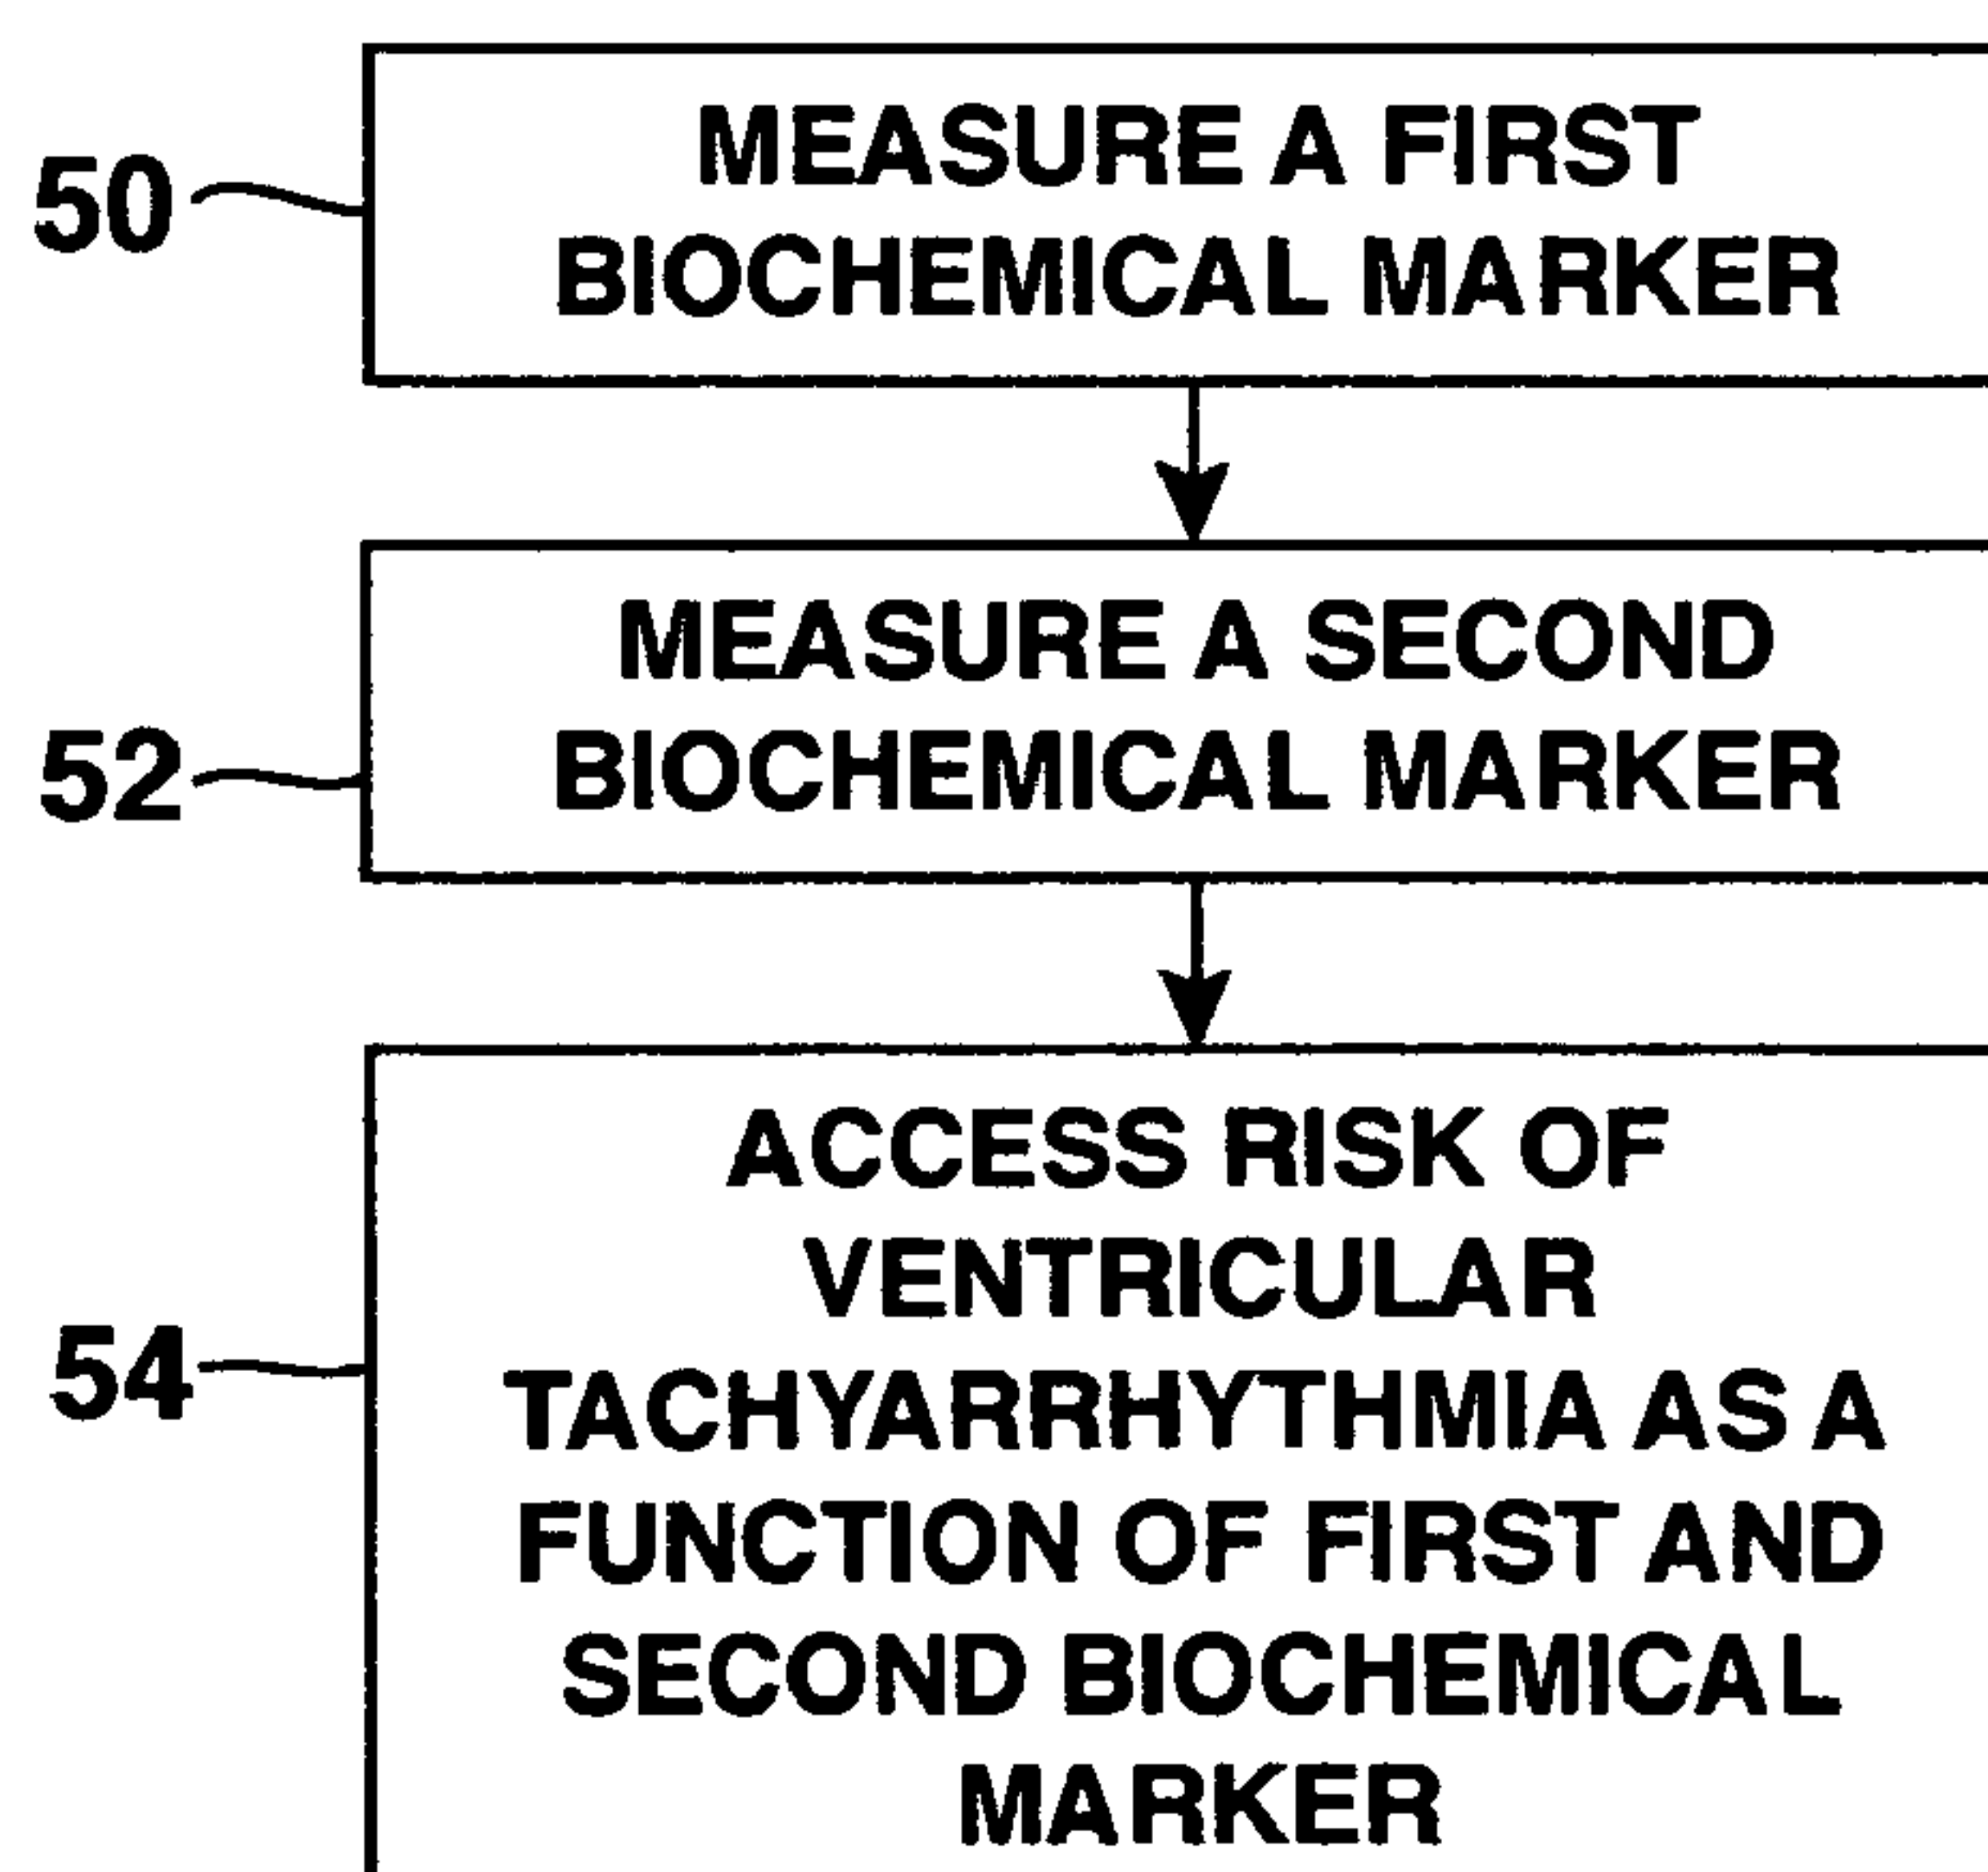 50
MEASURE A FIRST
BIOCHEMICAL MARKER
52
MEASURE A SECOND
BIOCHEMICAL MARKER
54
ACCESS RISK OF
VENTRICULAR
TACHYARRHYTHMIA AS A
FUNCTION OF FIRST AND
SECOND BIOCHEMICAL
MARKER